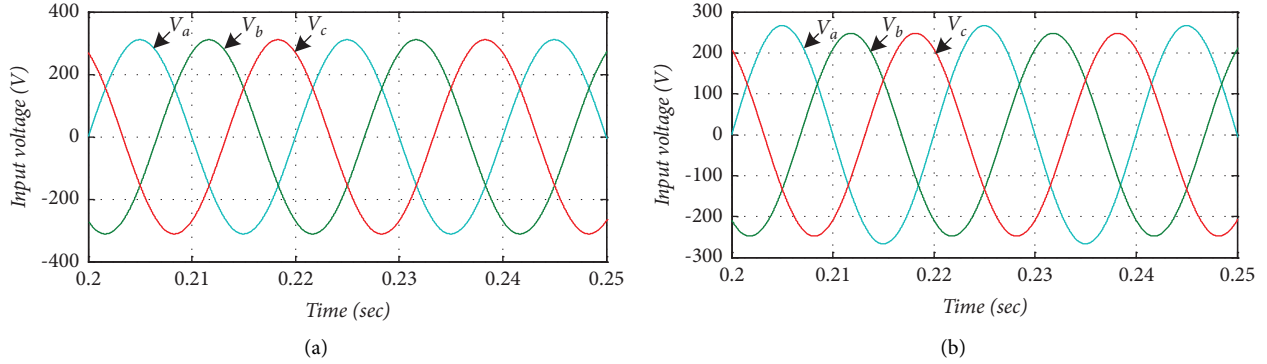 400
200
0
-200
-400
Input voltage (V)
V_a
V_b
V_c
0.2
0.21
0.22
0.23
0.24
0.25
Time (sec)
(a)
300
200
100
0
-100
-200
-300
Input voltage (V)
V_a
V_b
V_c
0.2
0.21
0.22
0.23
0.24
0.25
Time (sec)
(b)